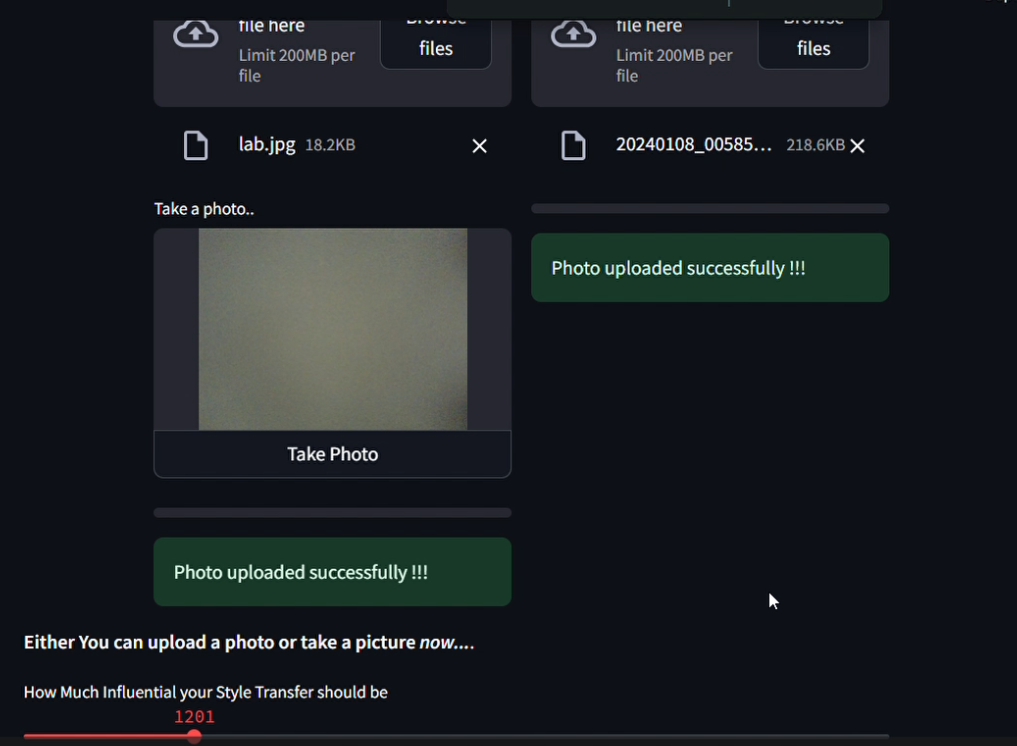 file here
Browse
files
Limit 200MB per
file
file here
Browse
files
Limit 200MB per
file
lab.jpg 18.2KB
20240108_00585... 218.6KB
Take a photo..
Photo uploaded successfully !!!
Take Photo
Photo uploaded successfully !!!
Either You can upload a photo or take a picture now....
How Much Influential your Style Transfer should be
1201